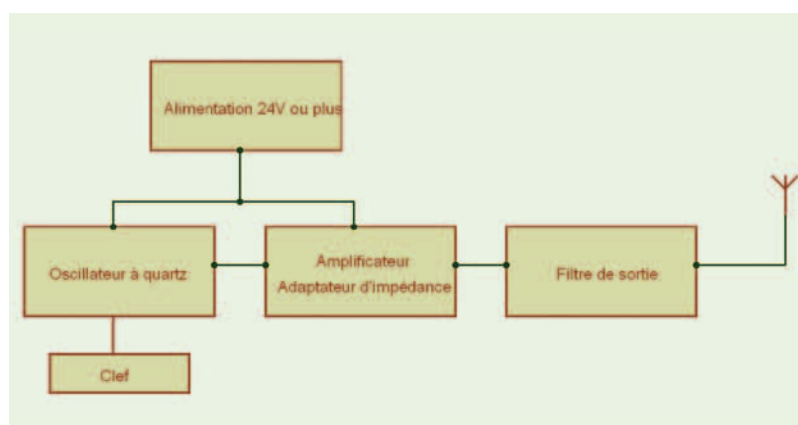 Alimentation 24V ou plus
Oscillateur à quartz
Amplificateur
Adaptateur d'impédance
Filtre de sortie
Clef